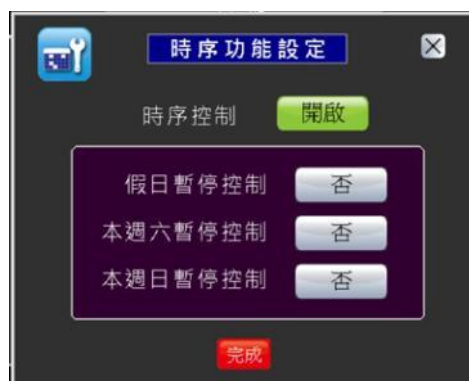 時序功能設定
時序控制 開啟
假日暫停控制 否
本週六暫停控制 否
本週日暫停控制 否
完成